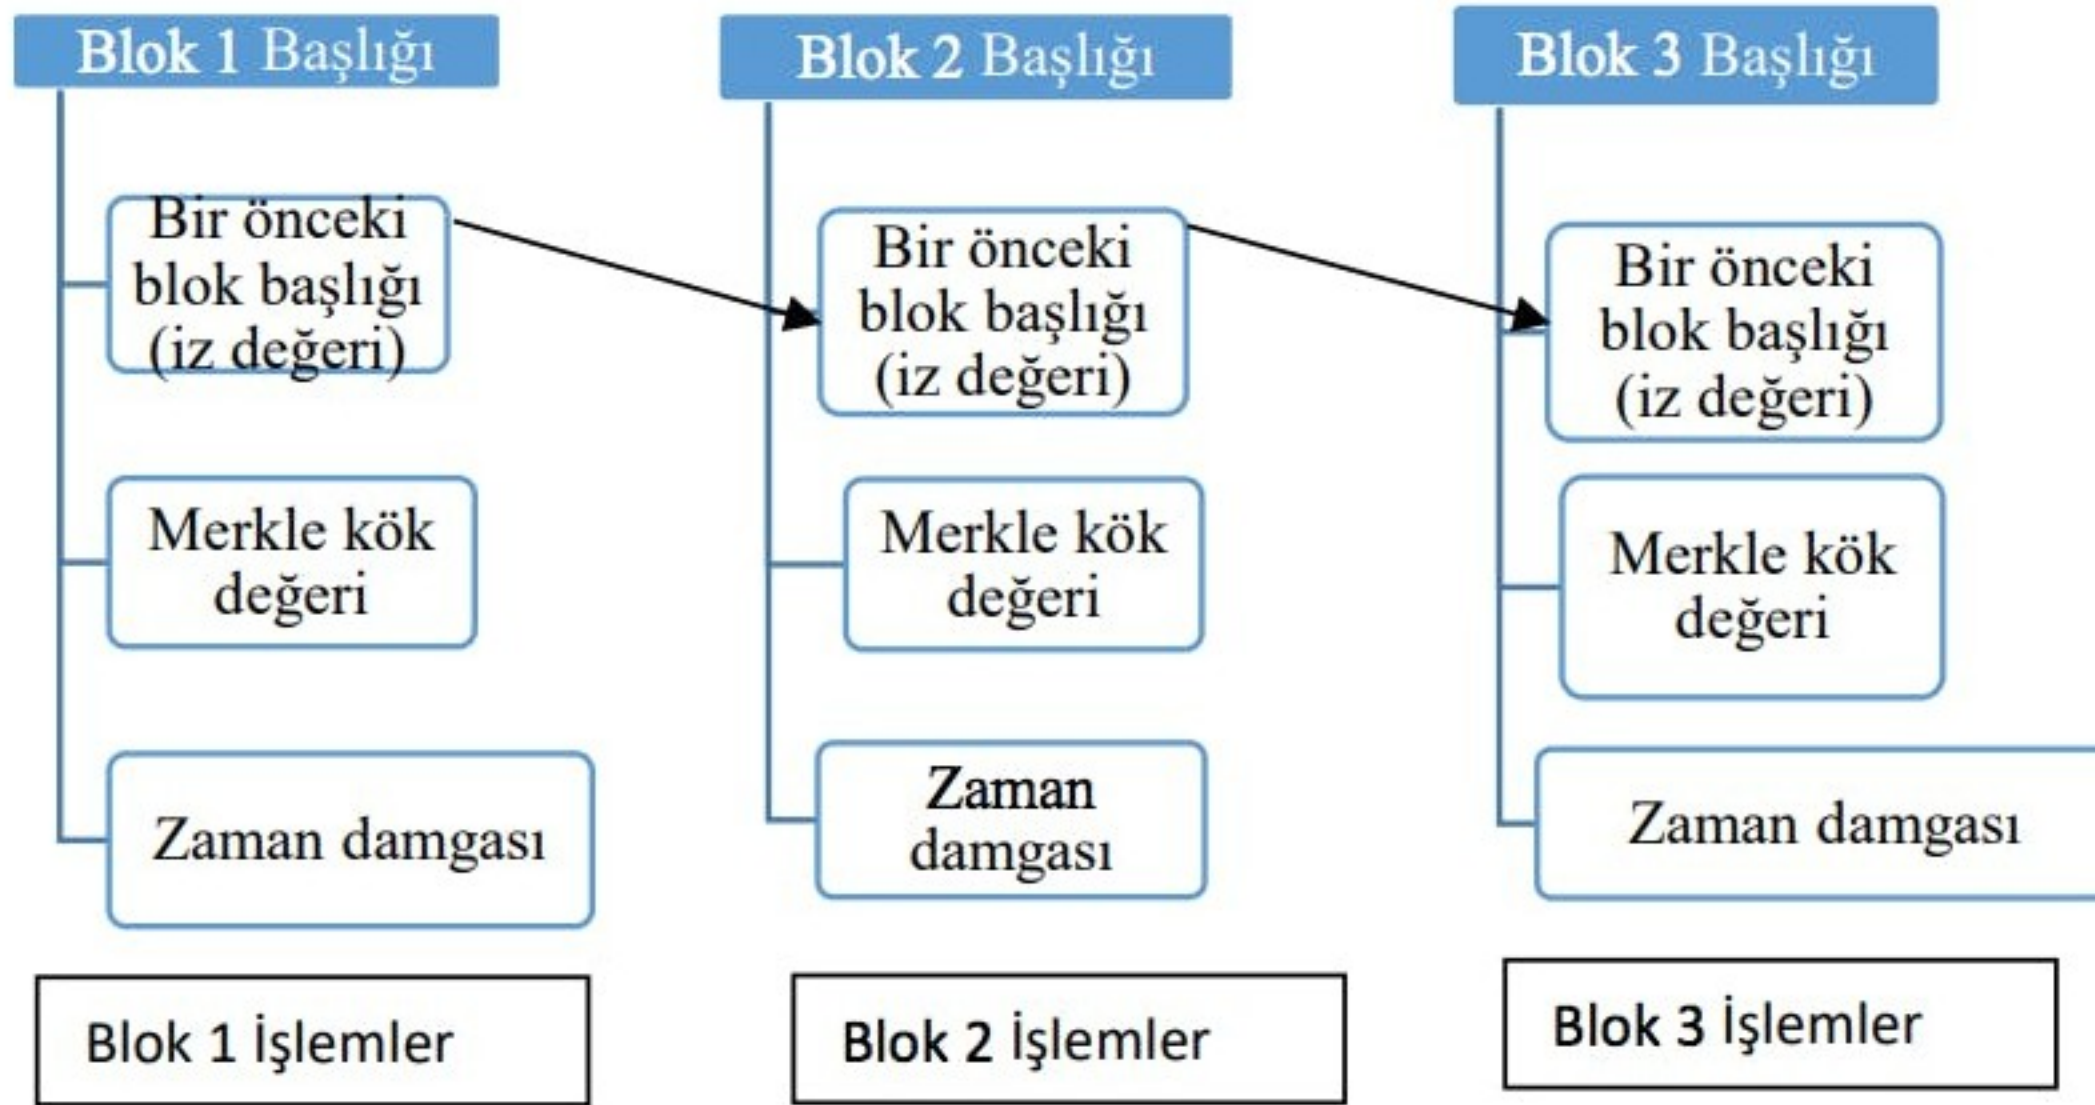 Blok 1 Başlığı
Bir önceki
blok başlığı
(iz değeri)
Merkle kök
değeri
Zaman damgası
Blok 1 İşlemler
Blok 2 Başlığı
Bir önceki
blok başlığı
(iz değeri)
Merkle kök
değeri
Zaman
damgası
Blok 2 İşlemler
Blok 3 Başlığı
Bir önceki
blok başlığı
(iz değeri)
Merkle kök
değeri
Zaman damgası
Blok 3 İşlemler